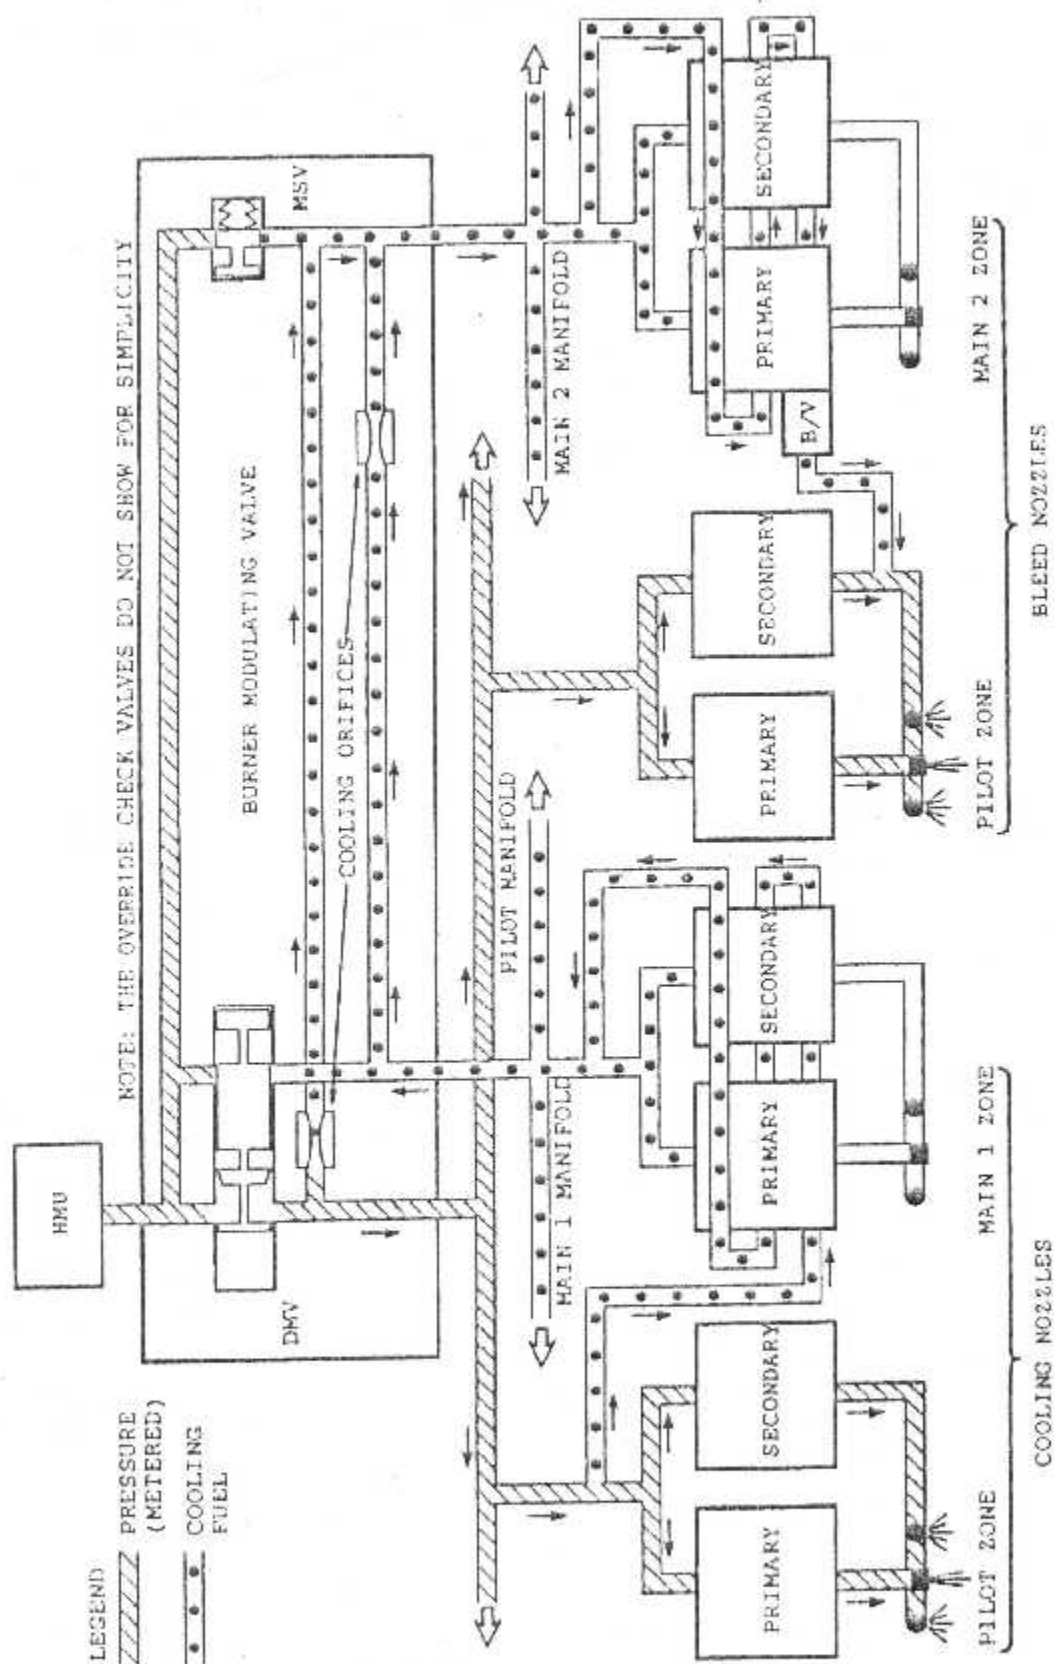 NOTE: THE OVERRIDE CHECK VALVES DO NOT SHOW FOR SIMPLICITY
LEGEND
PRESSURE
(METERED)
COOLING
FUEL
HMU
DMV
BURNER MODULATING VALVE
MSV
COOLING ORIFICES
PILOT MANIFOLD
MAIN 1 MANIFOLD
MAIN 2 MANIFOLD
PRIMARY
SECONDARY
PRIMARY
SECONDARY
PRIMARY
SECONDARY
PRIMARY
SECONDARY
B/V
PILOT ZONE
MAIN 1 ZONE
PILOT ZONE
MAIN 2 ZONE
COOLING NOZZLES
BLEED NOZZLES